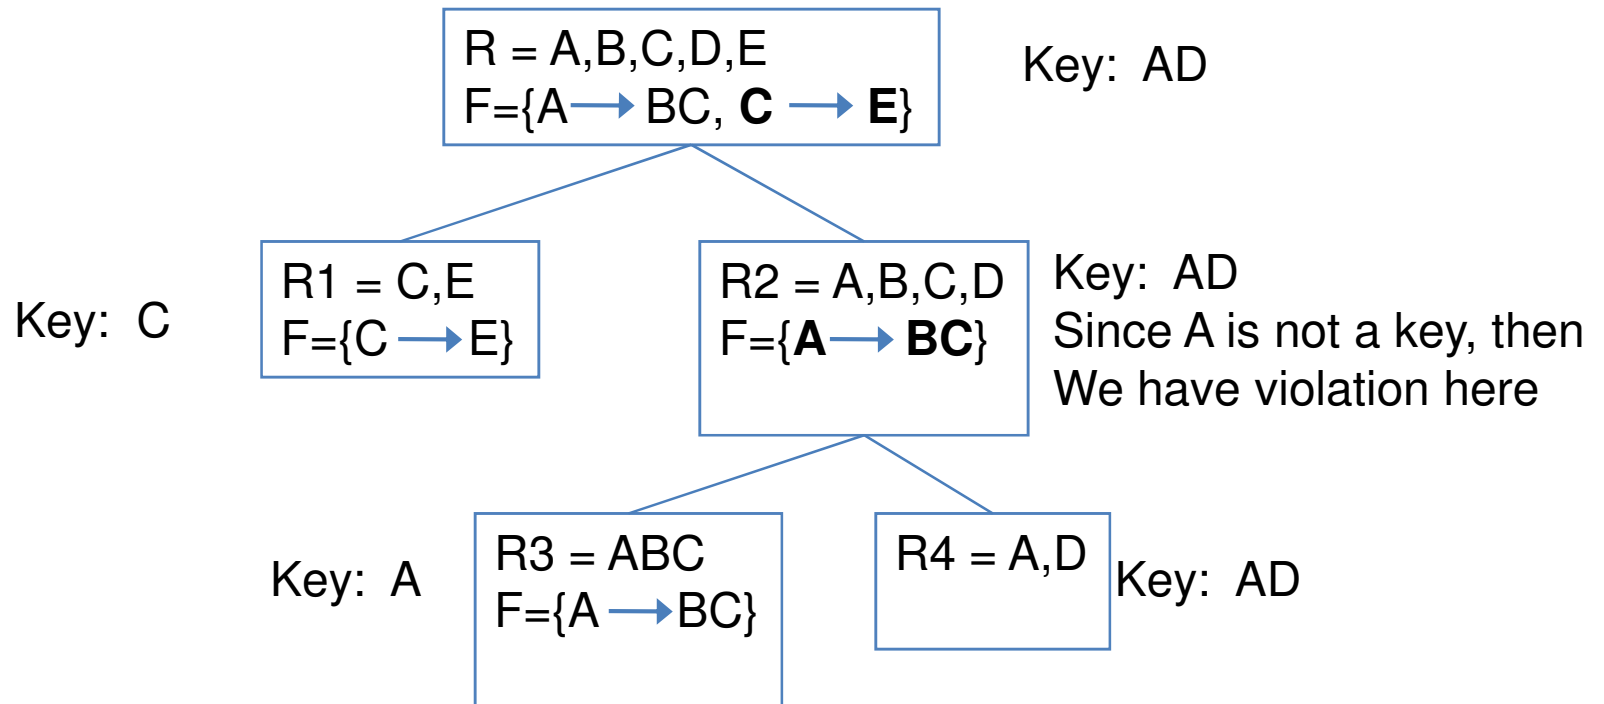 R = A,B,C,D,E
F={A → BC, C → E}
Key: AD
Key: C
R1 = C,E
F={C → E}
R2 = A,B,C,D
F={A → BC}
Key: AD
Since A is not a key, then
We have violation here
Key: A
R3 = ABC
F={A → BC}
R4 = A,D
Key: AD